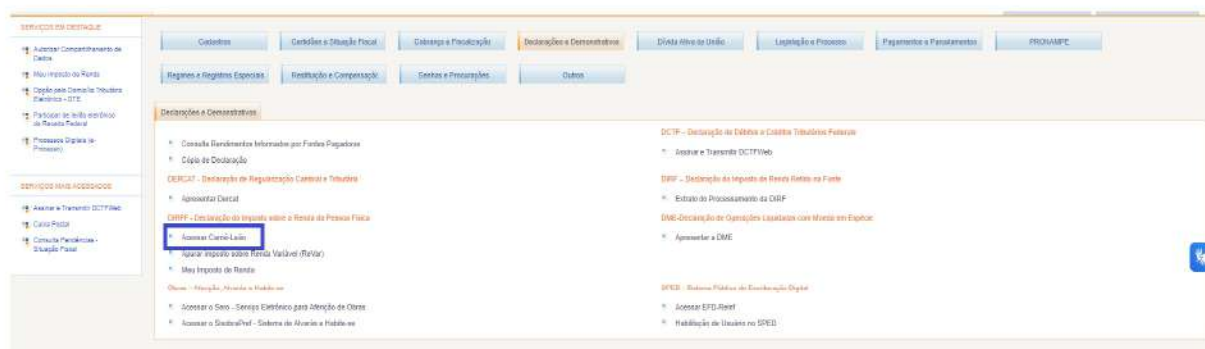 SERVIÇOS EM DESTAQUE
Autorizar Compartilhamento de
Dados
Meu Imposto de Renda
Opção pelo Domicílio Tributário
Eletrônico - DTE
Participar de leilão eletrônico
da Receita Federal
Processos Digitais (e-
Processo)
SERVIÇOS MAIS ACESSADOS
Assinar e Transmitir DCTFWeb
Caixa Postal
Consulta Pendências -
Situação Fiscal
Cadastros
Certidões e Situação Fiscal
Cobrança e Fiscalização
Declarações e Demonstrativos
Dívida Ativa da União
Legislação e Processo
Pagamentos e Parcelamentos
PRONAMPE
Regimes e Registros Especiais
Restituição e Compensação
Senhas e Procurações
Outros
Declarações e Demonstrativos
Consulta Rendimentos Informados por Fontes Pagadoras
Cópia de Declaração
DERCAT - Declaração de Regularização Cambial e Tributária
Apresentar Dercat
DIRPF - Declaração do Imposto sobre a Renda da Pessoa Física
Acessar Carnê-Leão
Apurar Imposto sobre Renda Variável (ReVar)
Meu Imposto de Renda
Obras - Aferição, Alvarás e Habite-se
Acessar o Sero - Serviço Eletrônico para Aferição de Obras
Acessar o SisobraPref - Sistema de Alvarás e Habite-se
DCTF - Declaração de Débitos e Créditos Tributários Federais
Assinar e Transmitir DCTFWeb
DIRF - Declaração do Imposto de Renda Retido na Fonte
Extrato do Processamento da DIRF
DME-Declaração de Operações Liquidadas com Moeda em Espécie
Apresentar a DME
SPED - Sistema Público de Escrituração Digital
Acessar EFD-Reinf
Habilitação de Usuário no SPED